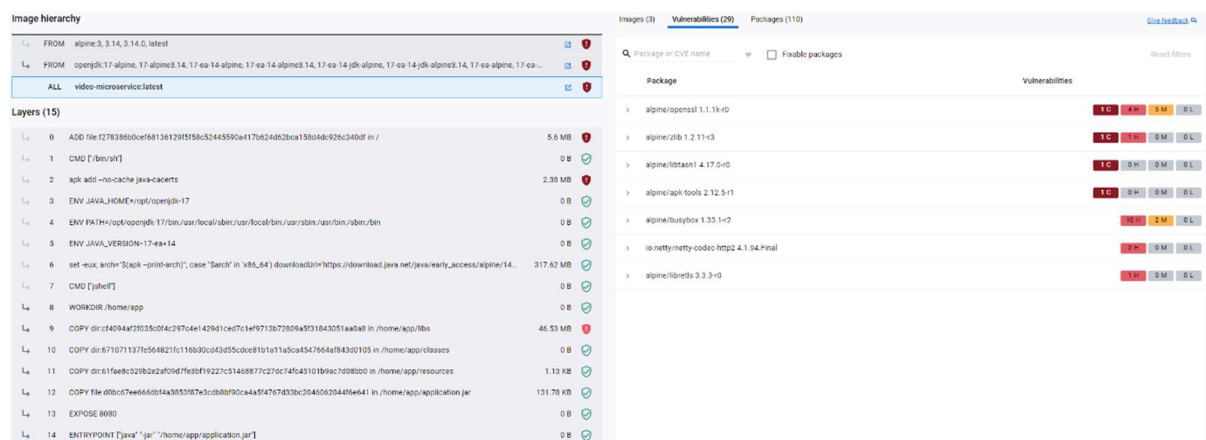 Image hierarchy
FROM alpine:3, 3.14, 3.14.0, latest
FROM openjdk:17-alpine, 17-alpine3.14, 17-ea-14-alpine, 17-ea-14-alpine3.14, 17-ea-14-jdk-alpine, 17-ea-14-jdk-alpine3.14, 17-ea-alpine, 17-ea-...
ALL video-microservice:latest
Layers (15)
0 ADD file:f278386b0cef68136129f5f58c52445590a417b624d62bca158d4dc926c340df in / 5.6 MB
1 CMD ["/bin/sh"] 0 B
2 apk add --no-cache java-cacerts 2.38 MB
3 ENV JAVA_HOME=/opt/openjdk-17 0 B
4 ENV PATH=/opt/openjdk-17/bin:/usr/local/sbin:/usr/local/bin:/usr/sbin:/usr/bin:/sbin:/bin 0 B
5 ENV JAVA_VERSION=17-ea+14 0 B
6 set -eux; arch="$(apk --print-arch)"; case "$arch" in 'x86_64') downloadUrl='https://download.java.net/java/early_access/alpine/14... 317.62 MB
7 CMD ["jshell"] 0 B
8 WORKDIR /home/app 0 B
9 COPY dir:cf4094af2f035c0f4c297c4e1429d1ced7c1ef9713b72809a5f31843051aa0a8 in /home/app/libs 46.53 MB
10 COPY dir:671071137fe564821fc116b30cd43d55cdce81b1a11a5ca4547664af843d0105 in /home/app/classes 0 B
11 COPY dir:61fae8c529b2e2af09d7fe3bf19227c51468877c27dc74fc45101b9ac7d08bb0 in /home/app/resources 1.13 KB
12 COPY file:d0bc67ee666dbf4a3853f87e3cdb8bf90ca4a5f4767d33bc2046062044f6e641 in /home/app/application.jar 131.78 KB
13 EXPOSE 8080 0 B
14 ENTRYPOINT ["java" "-jar" "/home/app/application.jar"] 0 B
Images (3) Vulnerabilities (29) Packages (110) Give feedback
Package or CVE name Fixable packages Reset filters
Package Vulnerabilities
alpine/openssl 1.1.1k-r0 1 C 4 H 5 M 0 L
alpine/zlib 1.2.11-r3 1 C 1 H 0 M 0 L
alpine/libtasn1 4.17.0-r0 1 C 0 H 0 M 0 L
alpine/apk-tools 2.12.5-r1 1 C 0 H 0 M 0 L
alpine/busybox 1.33.1-r2 10 H 2 M 0 L
io.netty/netty-codec-http2 4.1.94.Final 2 H 0 M 0 L
alpine/libretls 3.3.3-r0 1 H 0 M 0 L